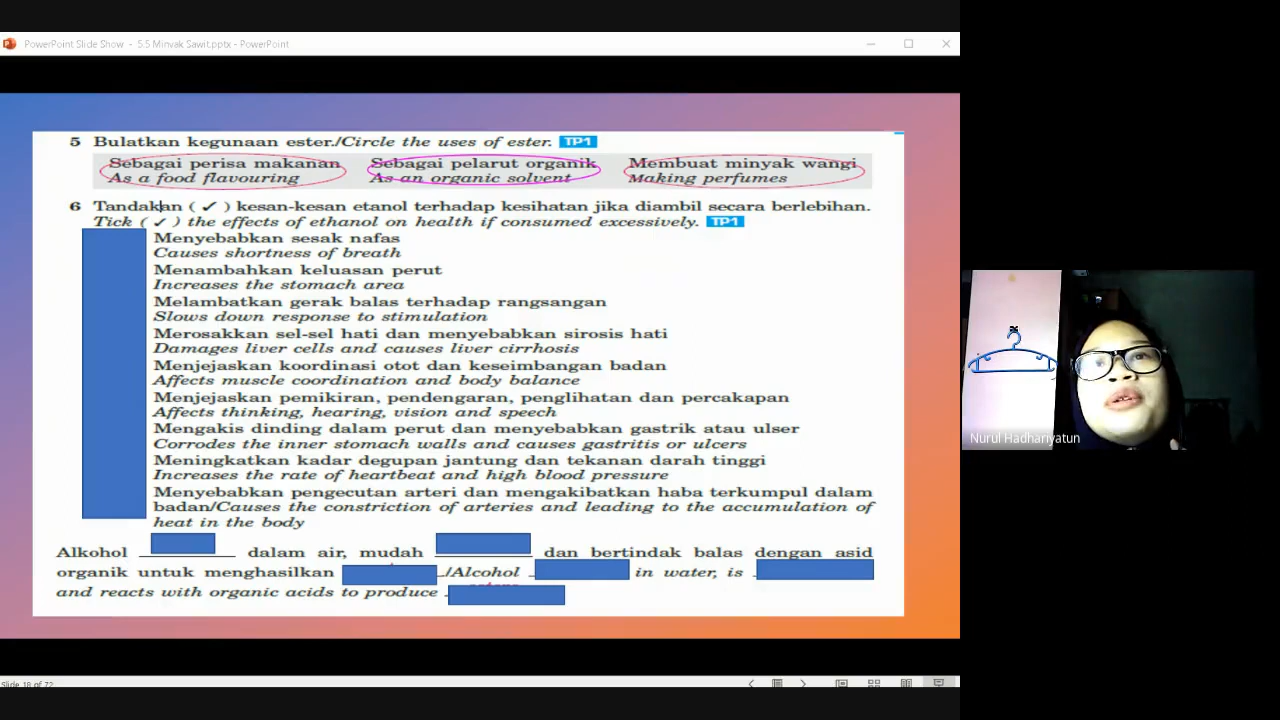 PowerPoint Slide Show - 5.5 Minyak Sawit.pptx - PowerPoint
5 Bulatkan kegunaan ester./Circle the uses of ester. TP1
Sebagai perisa makanan Sebagai pelarut organik Membuat minyak wangi
As a food flavouring As an organic solvent Making perfumes
6 Tandakan ( ✓ ) kesan-kesan etanol terhadap kesihatan jika diambil secara berlebihan.
Tick ( ✓ ) the effects of ethanol on health if consumed excessively. TP1
Menyebabkan sesak nafas
Causes shortness of breath
Menambahkan keluasan perut
Increases the stomach area
Melambatkan gerak balas terhadap rangsangan
Slows down response to stimulation
Merosakkan sel-sel hati dan menyebabkan sirosis hati
Damages liver cells and causes liver cirrhosis
Menjejaskan koordinasi otot dan keseimbangan badan
Affects muscle coordination and body balance
Menjejaskan pemikiran, pendengaran, penglihatan dan percakapan
Affects thinking, hearing, vision and speech
Mengakis dinding dalam perut dan menyebabkan gastrik atau ulser
Corrodes the inner stomach walls and causes gastritis or ulcers
Meningkatkan kadar degupan jantung dan tekanan darah tinggi
Increases the rate of heartbeat and high blood pressure
Menyebabkan pengecutan arteri dan mengakibatkan haba terkumpul dalam
badan/Causes the constriction of arteries and leading to the accumulation of
heat in the body
Alkohol dalam air, mudah dan bertindak balas dengan asid
organik untuk menghasilkan /Alcohol in water, is
and reacts with organic acids to produce
Nurul Hadhariyatun
Slide 18 of 72